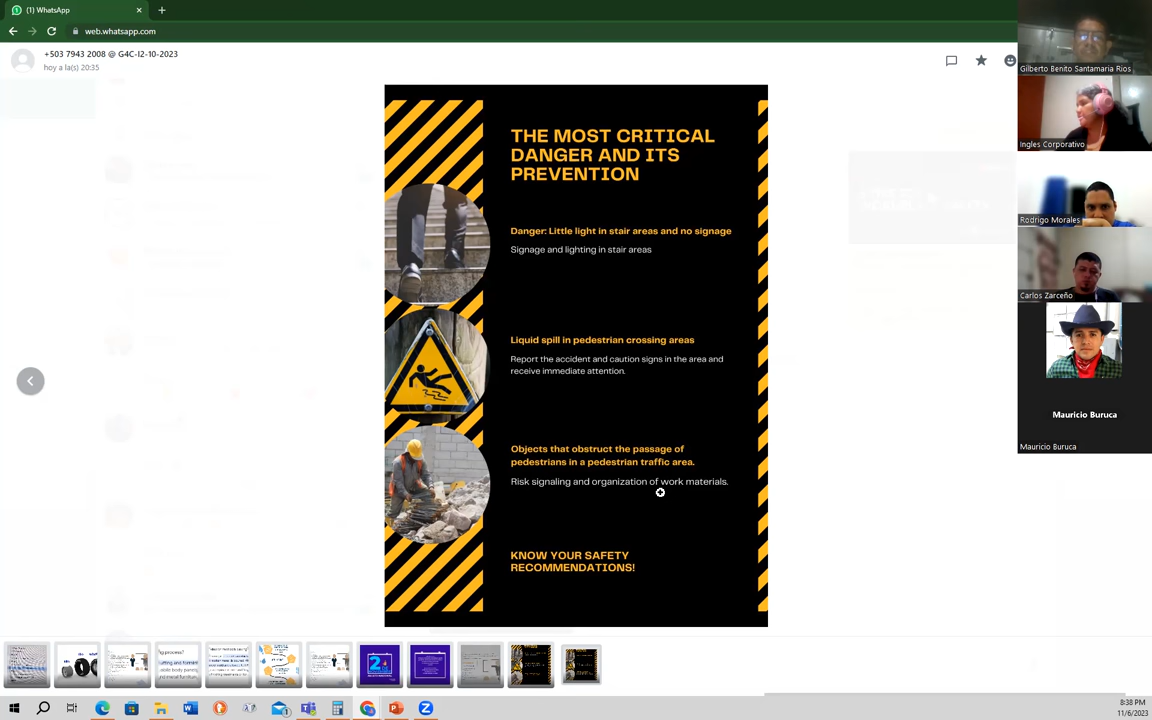 (1) WhatsApp
web.whatsapp.com
+503 7943 2008 @ G4C-I2-10-2023
hoy a la(s) 20:35
THE MOST CRITICAL
DANGER AND ITS
PREVENTION
Danger: Little light in stair areas and no signage
Signage and lighting in stair areas
Liquid spill in pedestrian crossing areas
Report the accident and caution signs in the area and
receive immediate attention.
Objects that obstruct the passage of
pedestrians in a pedestrian traffic area.
Risk signaling and organization of work materials.
KNOW YOUR SAFETY
RECOMMENDATIONS!
Gilberto Benito Santamaria Rios
Ingles Corporativo
Rodrigo Morales
Carlos Zarceño
Mauricio Buruca
Mauricio Buruca
8:38 PM
11/6/2023